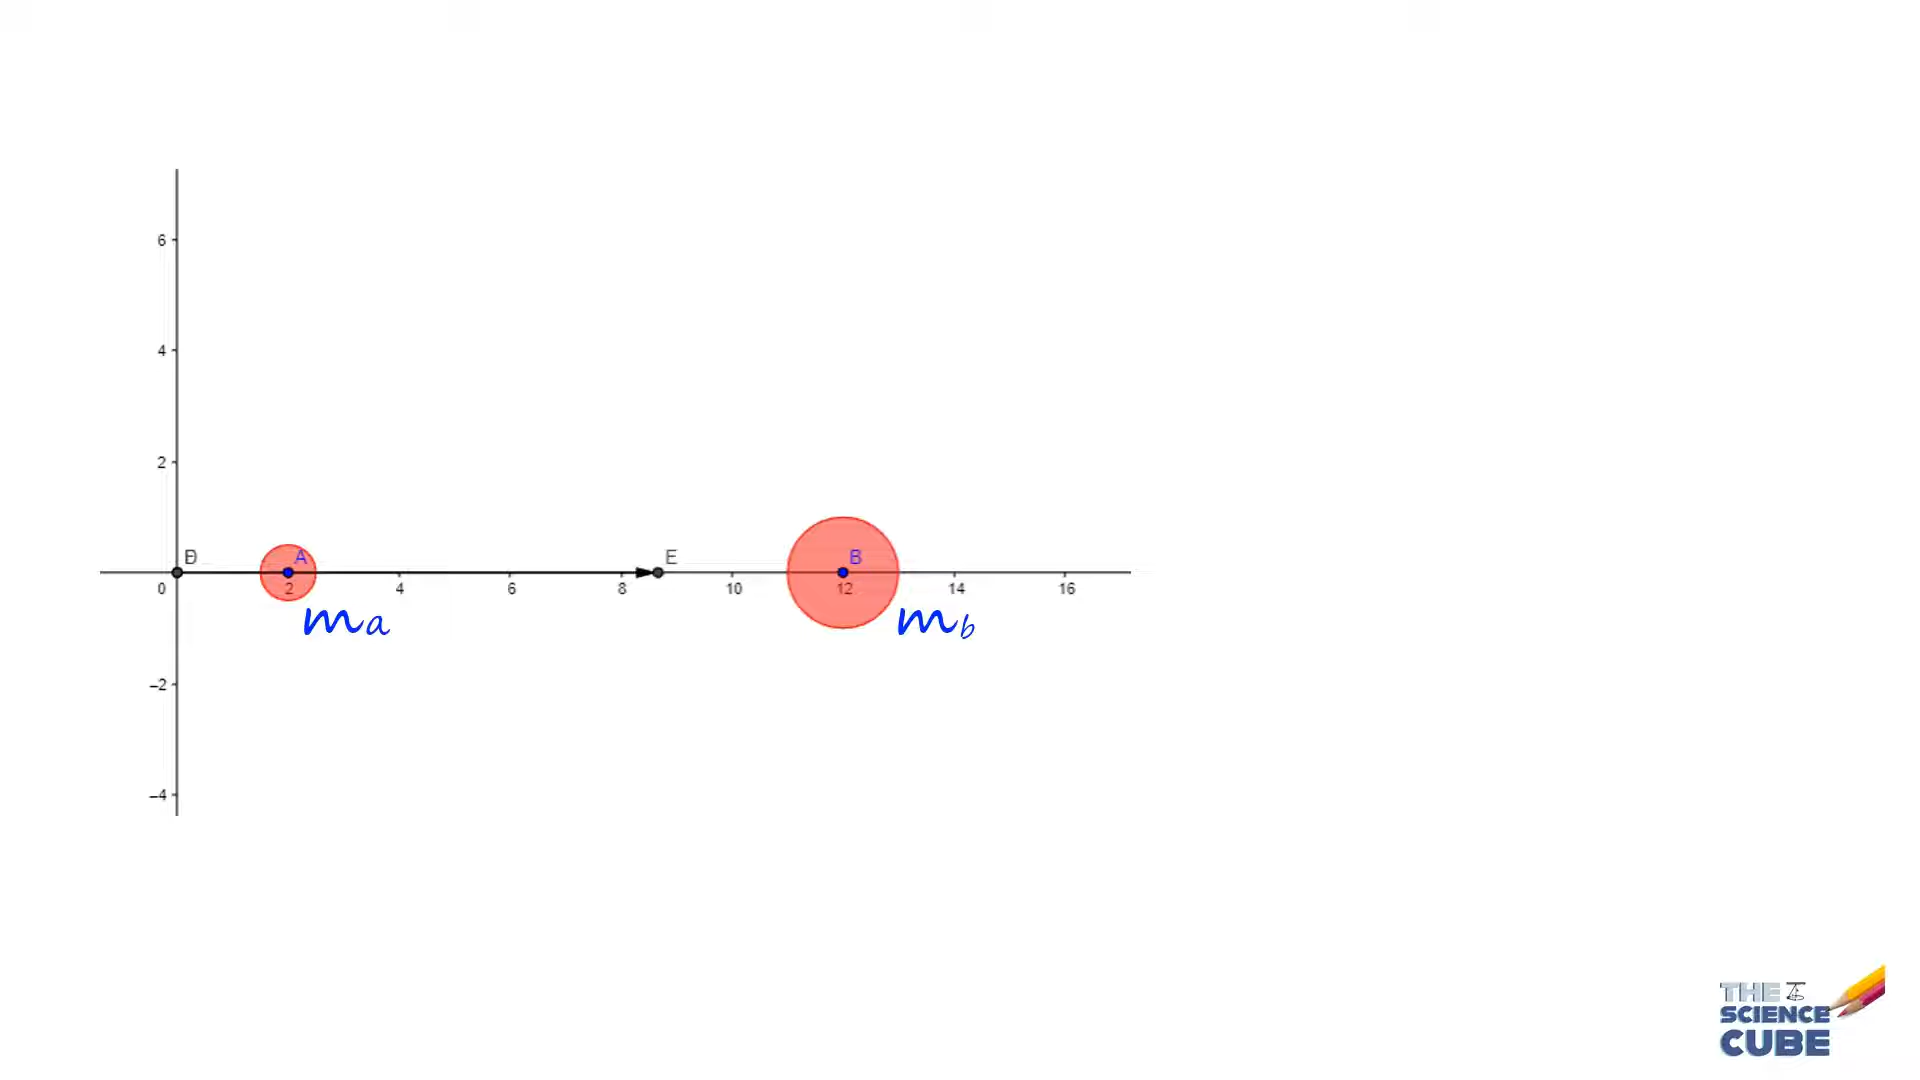 6
4
2
D A E B
0 2 4 6 8 10 12 14 16
ma mb
–2
–4
THE
SCIENCE
CUBE